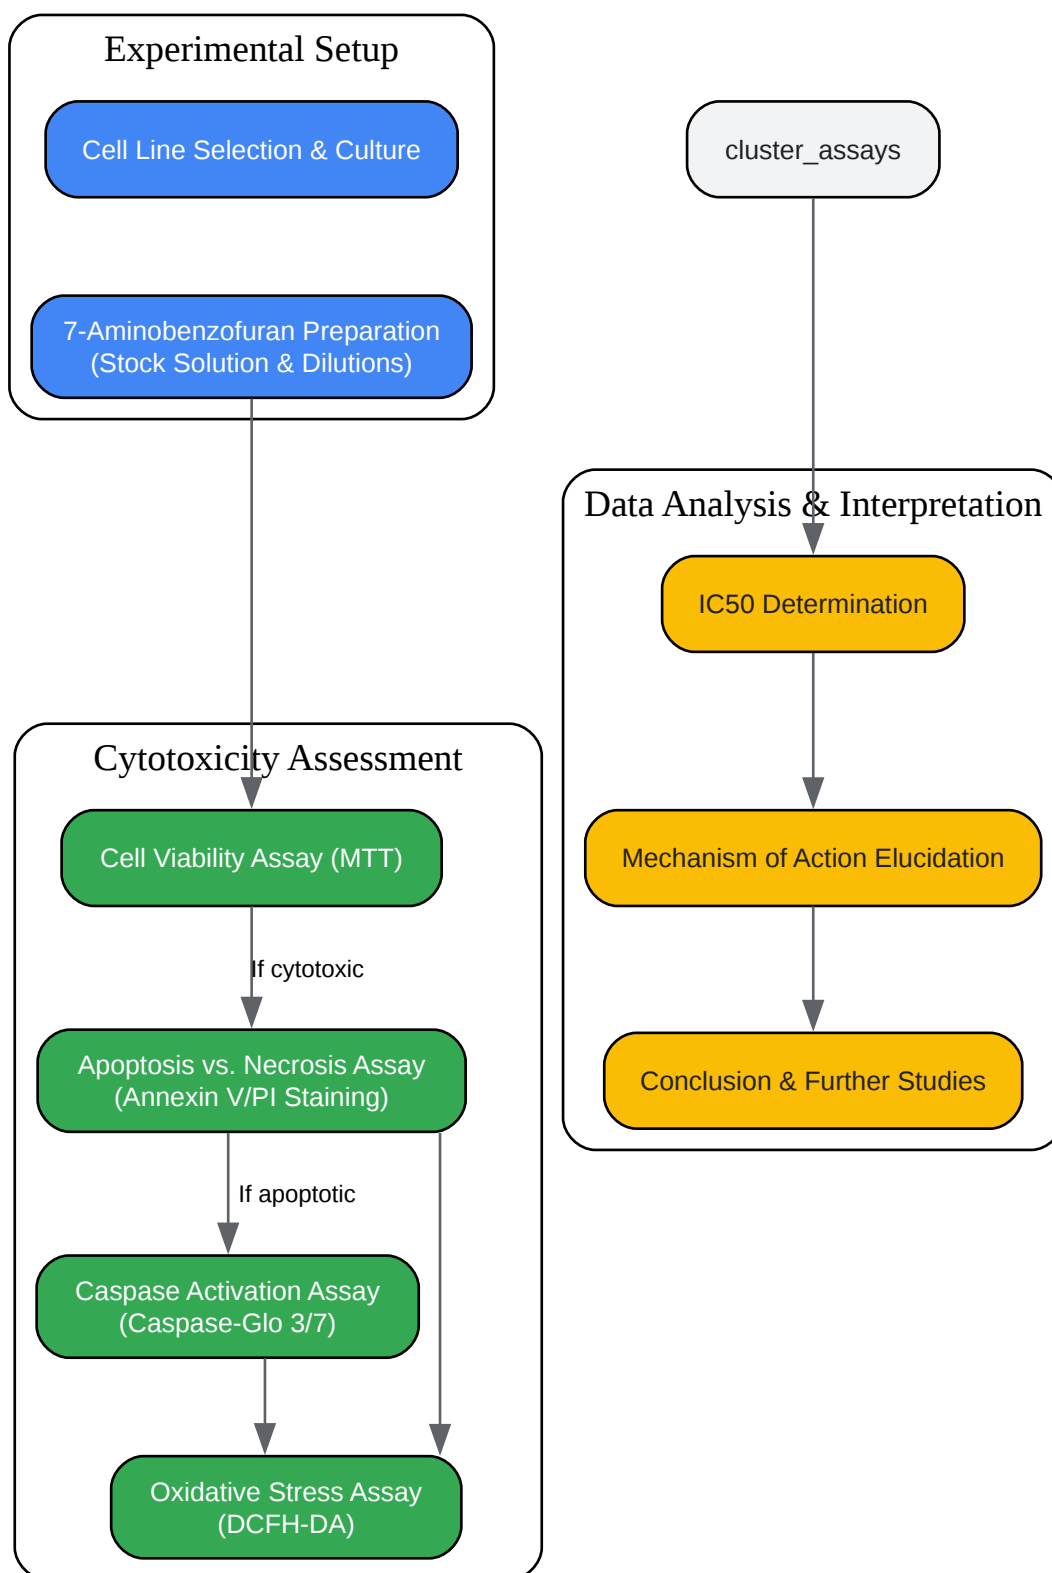 Experimental Setup
Cell Line Selection & Culture
7-Aminobenzofuran Preparation
(Stock Solution & Dilutions)
cluster_assays
Data Analysis & Interpretation
IC50 Determination
Mechanism of Action Elucidation
Conclusion & Further Studies
Cytotoxicity Assessment
Cell Viability Assay (MTT)
If cytotoxic
Apoptosis vs. Necrosis Assay
(Annexin V/PI Staining)
If apoptotic
Caspase Activation Assay
(Caspase-Glo 3/7)
Oxidative Stress Assay
(DCFH-DA)